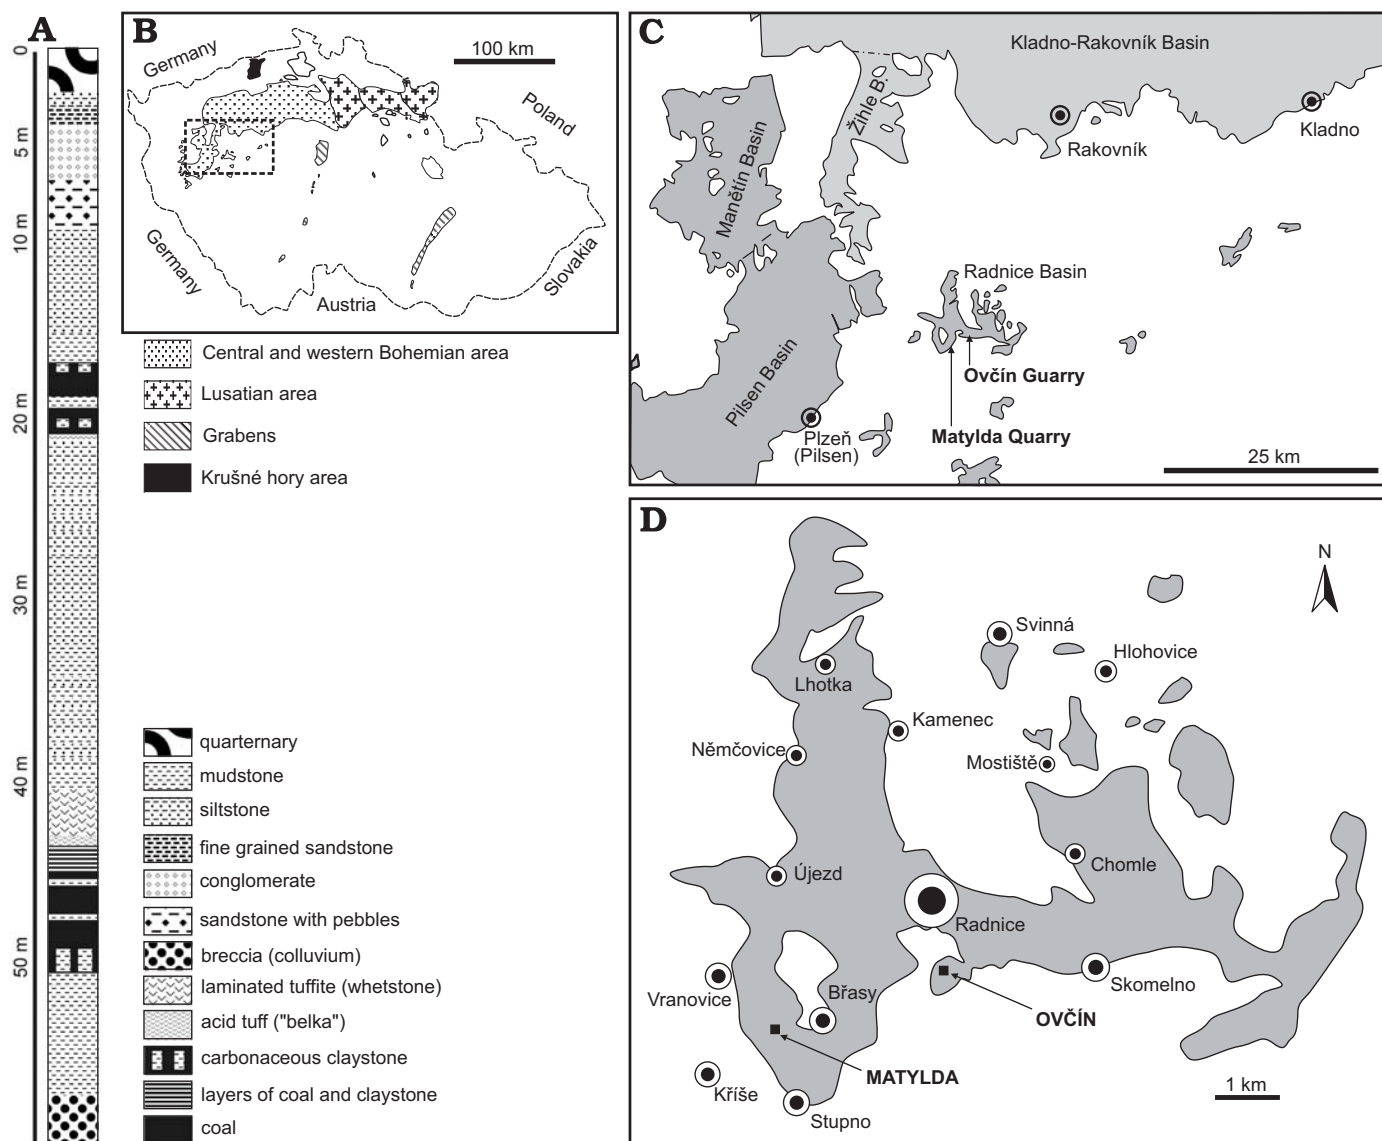 A
0
5 m
10 m
20 m
30 m
40 m
50 m
B
Germany
100 km
Poland
Germany
Austria
Slovakia
Central and western Bohemian area
Lusatian area
Grabens
Krušné hory area
quarternary
mudstone
siltstone
fine grained sandstone
conglomerate
sandstone with pebbles
breccia (colluvium)
laminated tuffite (whetstone)
acid tuff ("belka")
carbonaceous claystone
layers of coal and claystone
coal
C
Kladno-Rakovník Basin
Žihle B.
Manětín Basin
Rakovník
Kladno
Radnice Basin
Pilsen Basin
Ovčín Guarry
Matylda Quarry
Plzeň
(Pilsen)
25 km
D
N
Svinná
Hlohovice
Lhotka
Kamenec
Němčovice
Mostiště
Újezd
Chomle
Radnice
Vranovice
Břasy
Skomelno
OVČÍN
MATYLDA
Kříše
Stupno
1 km